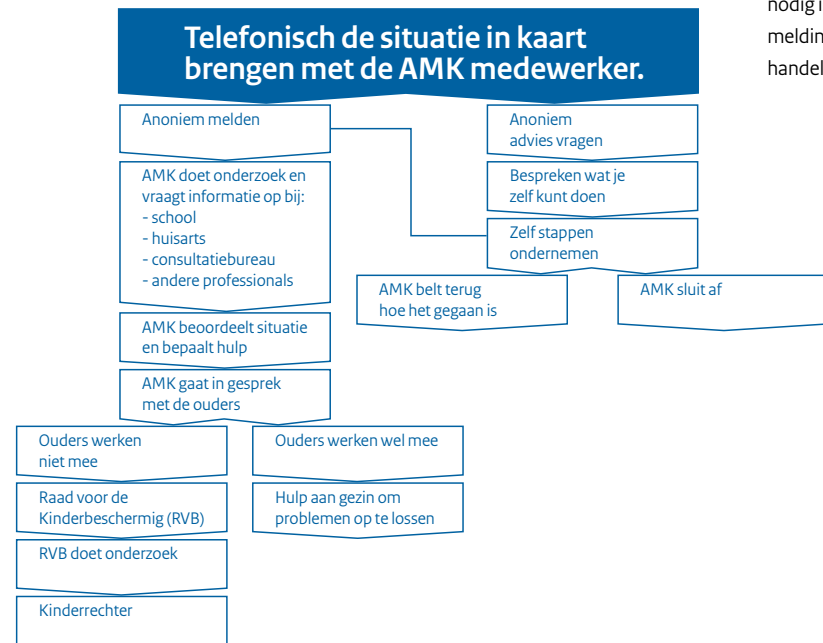 Telefonisch de situatie in kaart
brengen met de AMK medewerker.
Anoniem melden
AMK doet onderzoek en
vraagt informatie op bij:
- school
- huisarts
- consultatiebureau
- andere professionals
AMK beoordeelt situatie
en bepaalt hulp
AMK gaat in gesprek
met de ouders
Ouders werken
niet mee
Raad voor de
Kinderbeschermig (RVB)
RVB doet onderzoek
Kinderrechter
Ouders werken wel mee
Hulp aan gezin om
problemen op te lossen
Anoniem
advies vragen
Bespreken wat je
zelf kunt doen
Zelf stappen
ondernemen
AMK belt terug
hoe het gegaan is
AMK sluit af
nodig i
meldin
handel